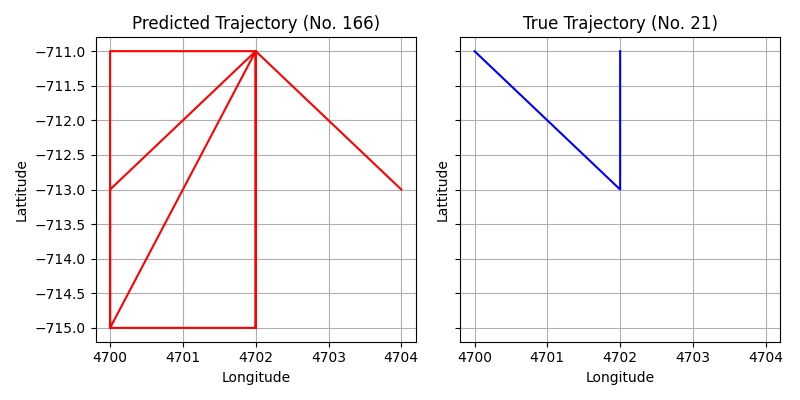 Predicted Trajectory (No. 166)
True Trajectory (No. 21)
−711.0
−711.5
−712.0
−712.5
−713.0
−713.5
−714.0
−714.5
−715.0
Lattitude
Lattitude
4700 4701 4702 4703 4704
4700 4701 4702 4703 4704
Longitude
Longitude